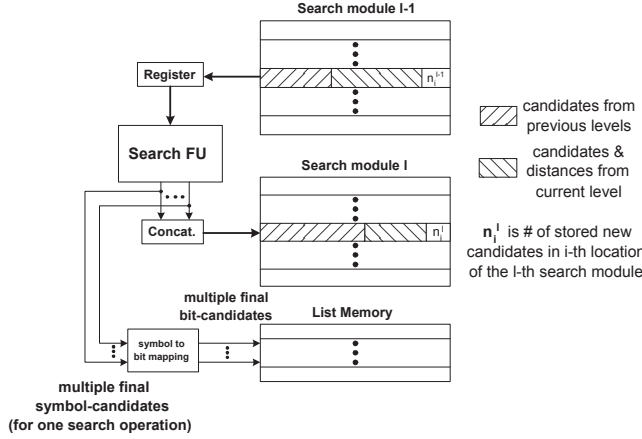 Search module l-1
Register
n_i^{l-1}
candidates from
previous levels
Search FU
candidates &
distances from
current level
Search module l
Concat.
n_i^l
n_i^l is # of stored new
candidates in i-th location
of the l-th search module
multiple final
bit-candidates
List Memory
symbol to
bit mapping
multiple final
symbol-candidates
(for one search operation)